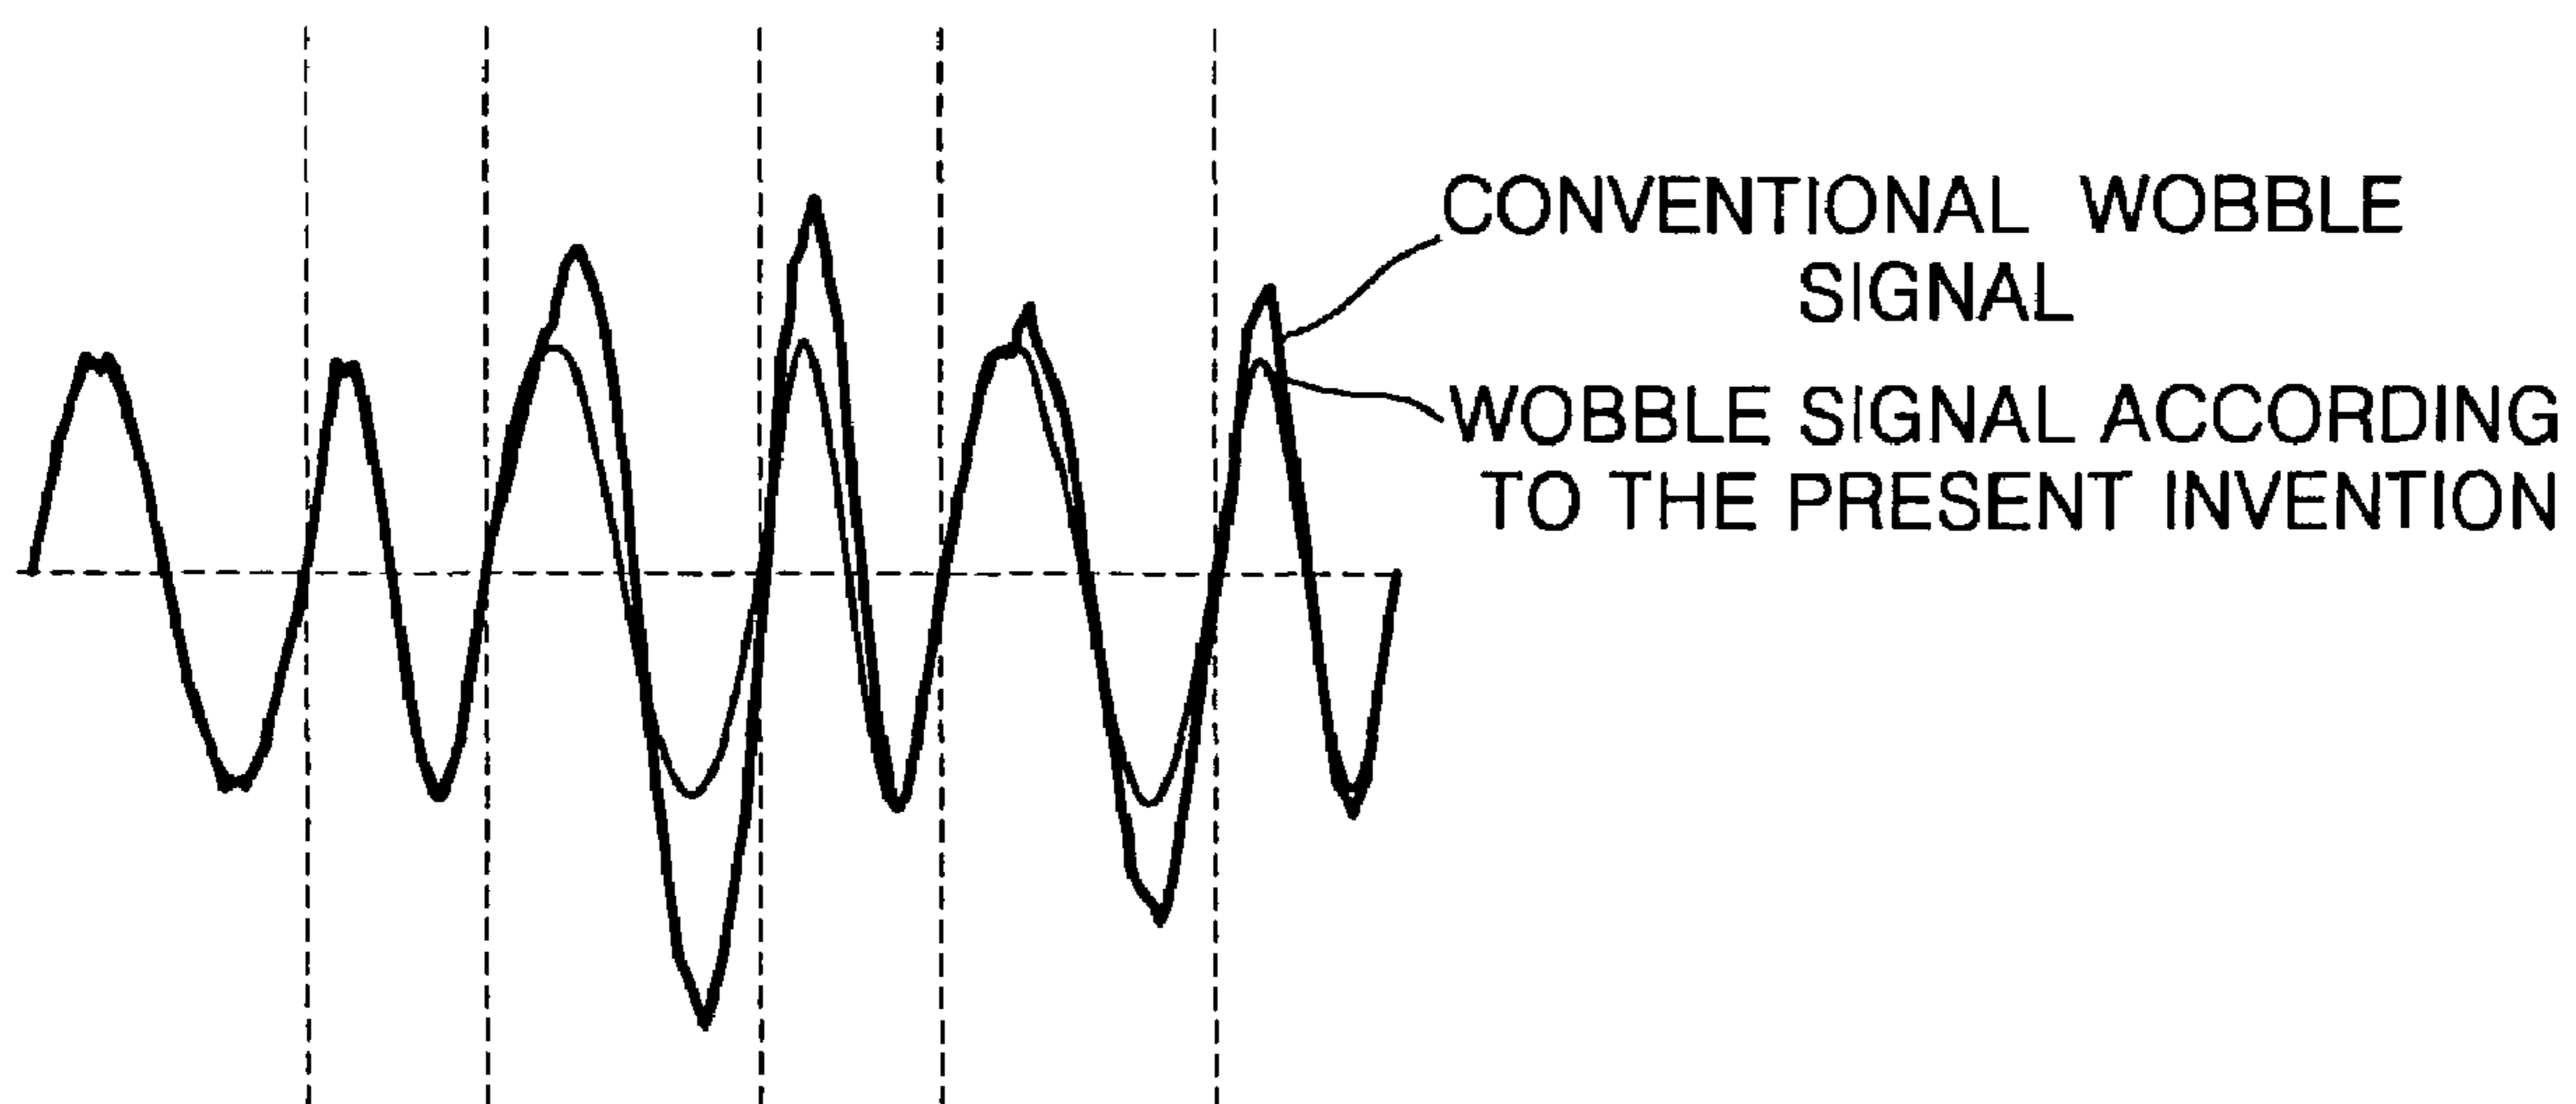 CONVENTIONAL WOBBLE
SIGNAL
WOBBLE SIGNAL ACCORDING
TO THE PRESENT INVENTION